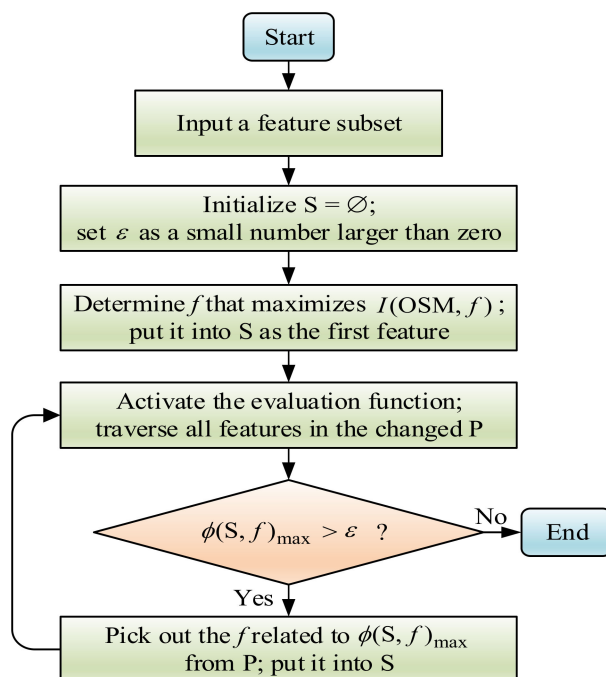 Start
Input a feature subset
Initialize S = ∅;
set ε as a small number larger than zero
Determine f that maximizes I(OSM, f) ;
put it into S as the first feature
Activate the evaluation function;
traverse all features in the changed P
ϕ(S, f)max > ε ?
No
End
Yes
Pick out the f related to ϕ(S, f)max
from P; put it into S